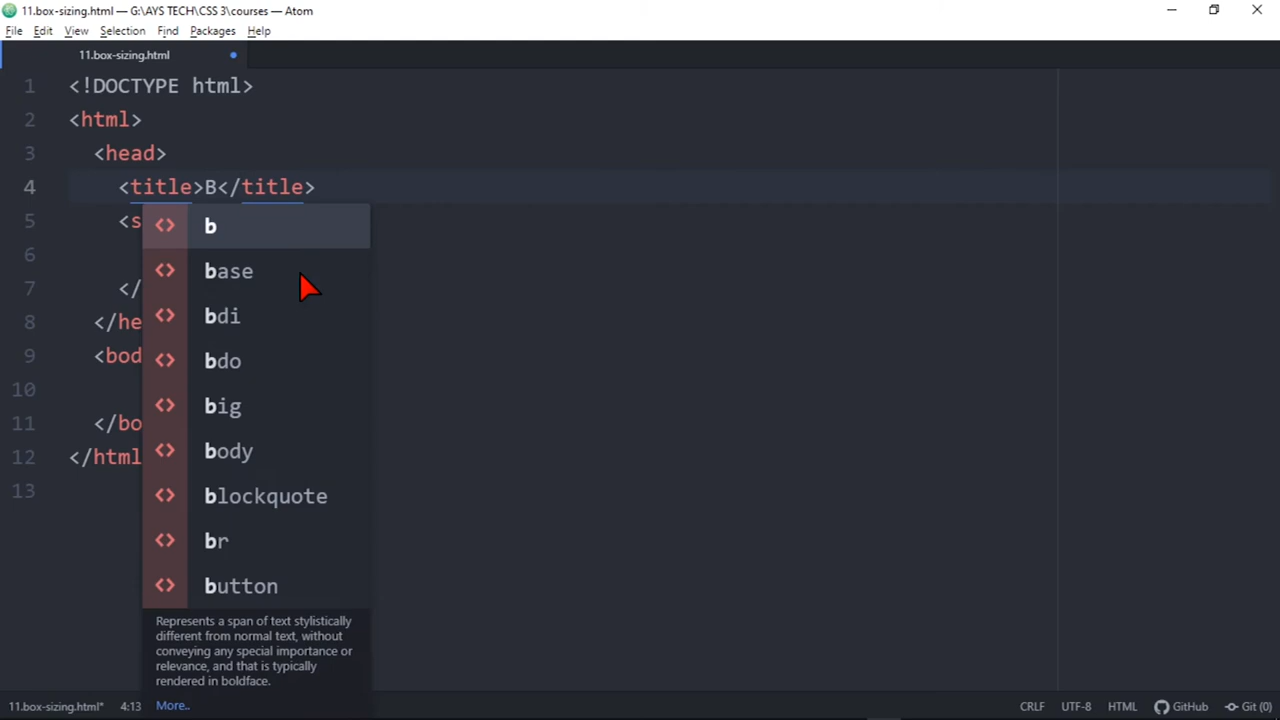 11.box-sizing.html — G:\AYS TECH\CSS 3\courses — Atom
File Edit View Selection Find Packages Help
11.box-sizing.html
1 <!DOCTYPE html>
2 <html>
3 <head>
4 <title>B</title>
5 <s
6
7 </
8 </he
9 <bod
10
11 </bo
12 </html
13
<> b
<> base
<> bdi
<> bdo
<> big
<> body
<> blockquote
<> br
<> button
Represents a span of text stylistically
different from normal text, without
conveying any special importance or
relevance, and that is typically
rendered in boldface.
More..
11.box-sizing.html* 4:13 CRLF UTF-8 HTML GitHub Git (0)